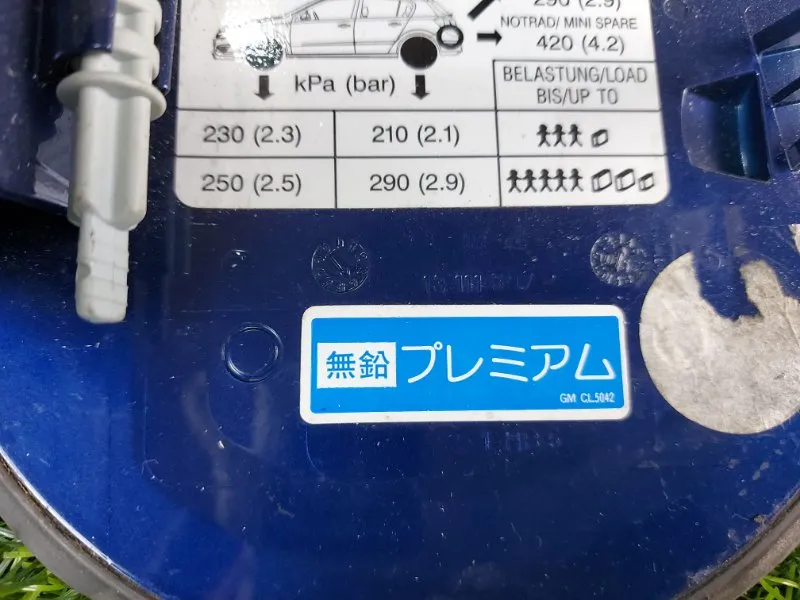 290 (2.9)
NOTRAD/ MINI SPARE
420 (4.2)
kPa (bar)
BELASTUNG/LOAD
BIS/UP TO
230 (2.3)
210 (2.1)
250 (2.5)
290 (2.9)
無鉛 プレミアム
GM CL5042